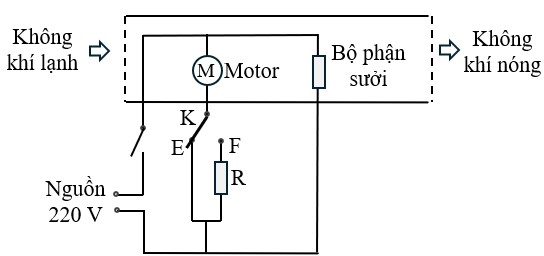 Không
khí lạnh
M
Motor
Bộ phận
sưởi
Không
khí nóng
K
E
F
R
Nguồn
220 V